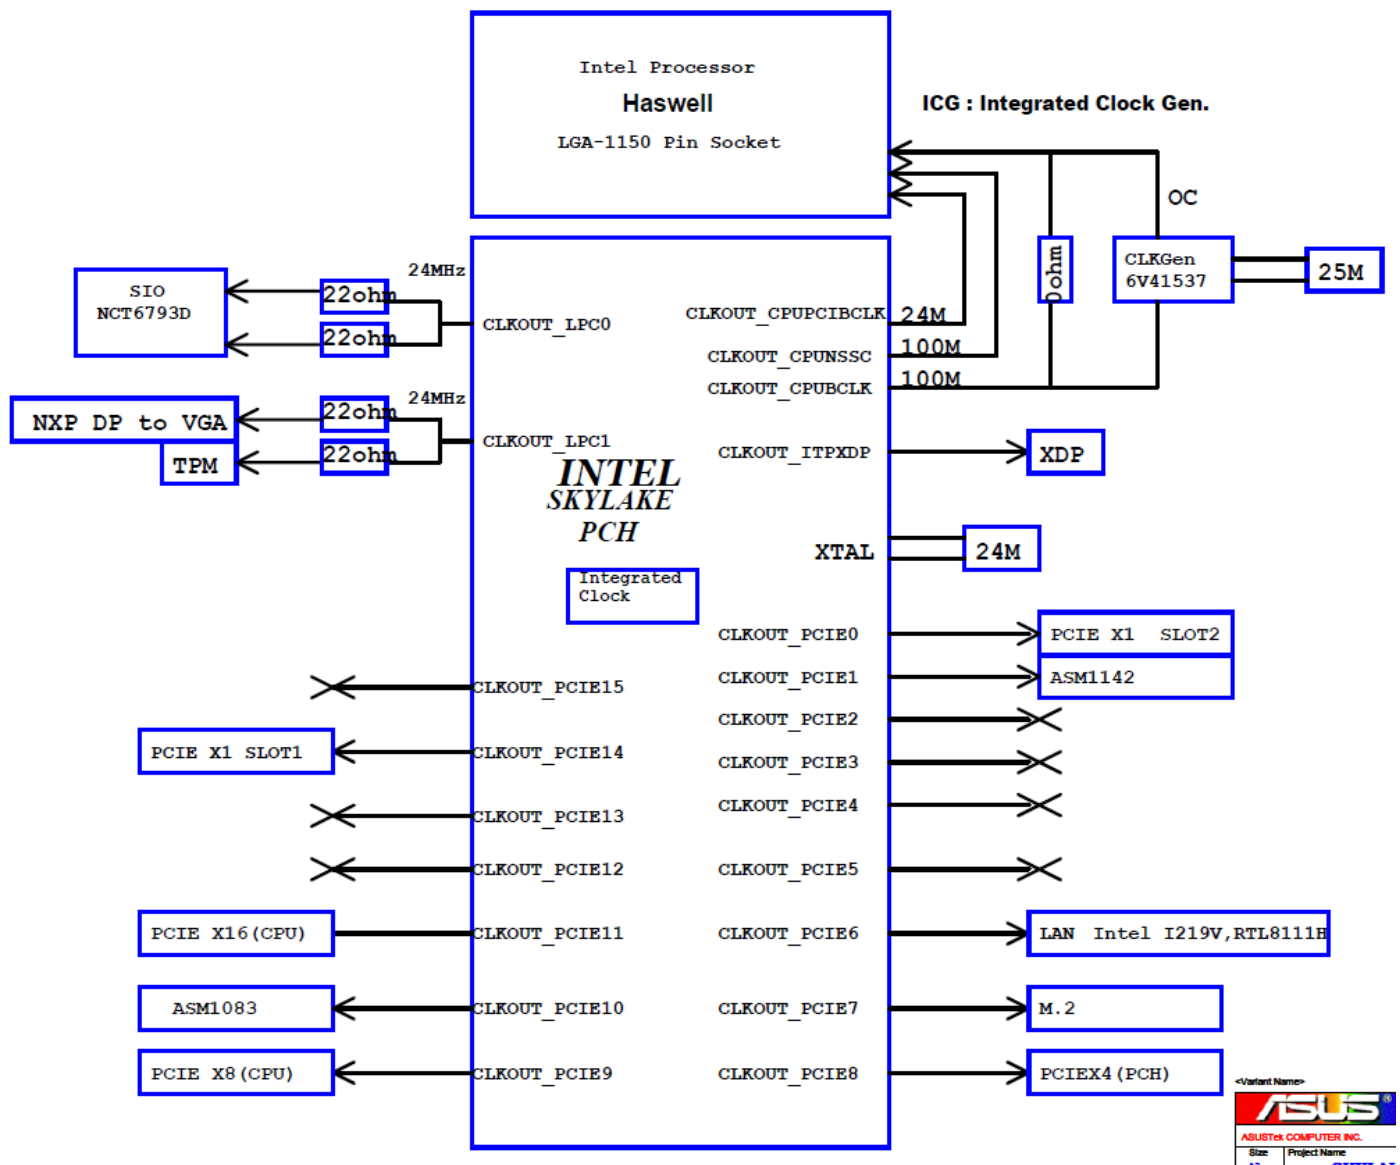 Intel Processor
Haswell
LGA-1150 Pin Socket
ICG : Integrated Clock Gen.
OC
0ohm
CLKGen
6V41537
25M
SIO
NCT6793D
24MHz
22ohm
22ohm
CLKOUT_LPC0
CLKOUT_CPUPCIBCLK
24M
CLKOUT_CPUNSSC
100M
CLKOUT_CPUBCLK
100M
NXP DP to VGA
TPM
24MHz
22ohm
22ohm
CLKOUT_LPC1
CLKOUT_ITPXDP
XDP
INTEL
SKYLAKE
PCH
XTAL
24M
Integrated
Clock
CLKOUT_PCIE0
PCIE X1 SLOT2
CLKOUT_PCIE1
ASM1142
CLKOUT_PCIE2
CLKOUT_PCIE3
CLKOUT_PCIE4
CLKOUT_PCIE5
CLKOUT_PCIE6
LAN Intel I219V,RTL8111H
CLKOUT_PCIE7
M.2
CLKOUT_PCIE8
PCIEX4(PCH)
CLKOUT_PCIE15
PCIE X1 SLOT1
CLKOUT_PCIE14
CLKOUT_PCIE13
CLKOUT_PCIE12
PCIE X16(CPU)
CLKOUT_PCIE11
ASM1083
CLKOUT_PCIE10
PCIE X8(CPU)
CLKOUT_PCIE9
<Variant Name>
ASUS
ASUSTek COMPUTER INC.
Size
Project Name